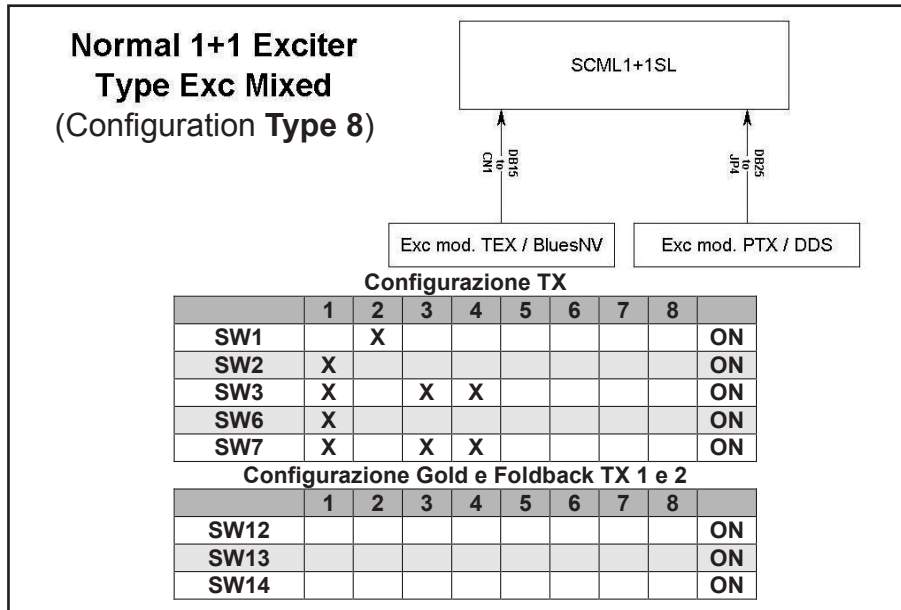 Normal 1+1 Exciter
Type Exc Mixed
(Configuration Type 8)
SCML1+1SL
DB15
to
CN1
DB25
to
JP4
Exc mod. TEX / BluesNV
Exc mod. PTX / DDS
Configurazione TX
1 2 3 4 5 6 7 8
SW1 X ON
SW2 X ON
SW3 X X X ON
SW6 X ON
SW7 X X X ON
Configurazione Gold e Foldback TX 1 e 2
1 2 3 4 5 6 7 8
SW12 ON
SW13 ON
SW14 ON